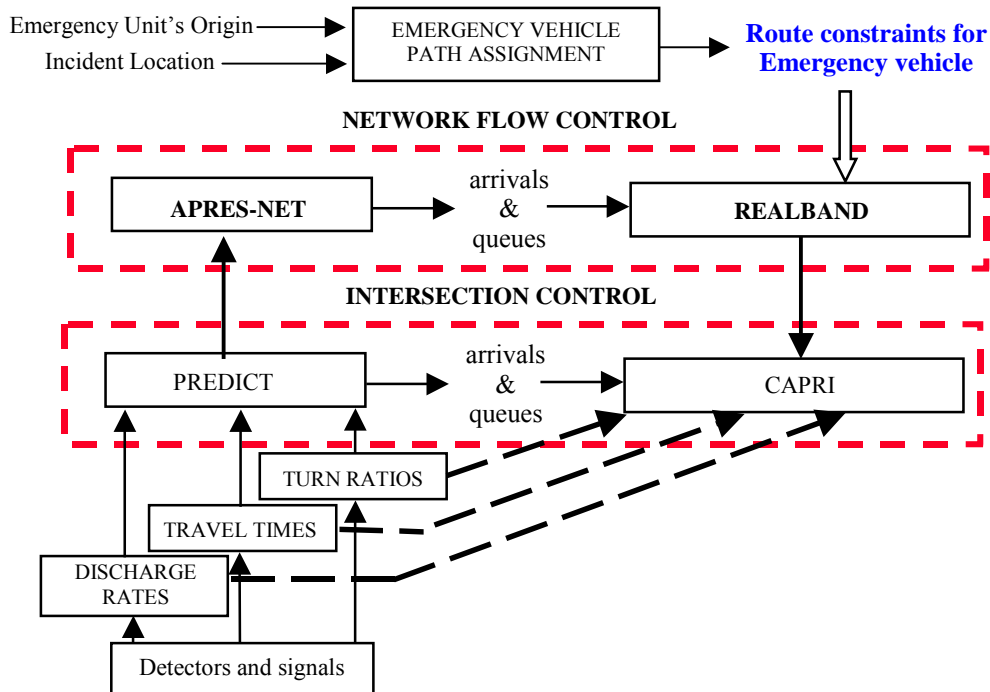 Emergency Unit's Origin
Incident Location
EMERGENCY VEHICLE
PATH ASSIGNMENT
Route constraints for
Emergency vehicle
NETWORK FLOW CONTROL
APRES-NET
arrivals
&
queues
REALBAND
INTERSECTION CONTROL
PREDICT
arrivals
&
queues
CAPRI
TURN RATIOS
TRAVEL TIMES
DISCHARGE
RATES
Detectors and signals